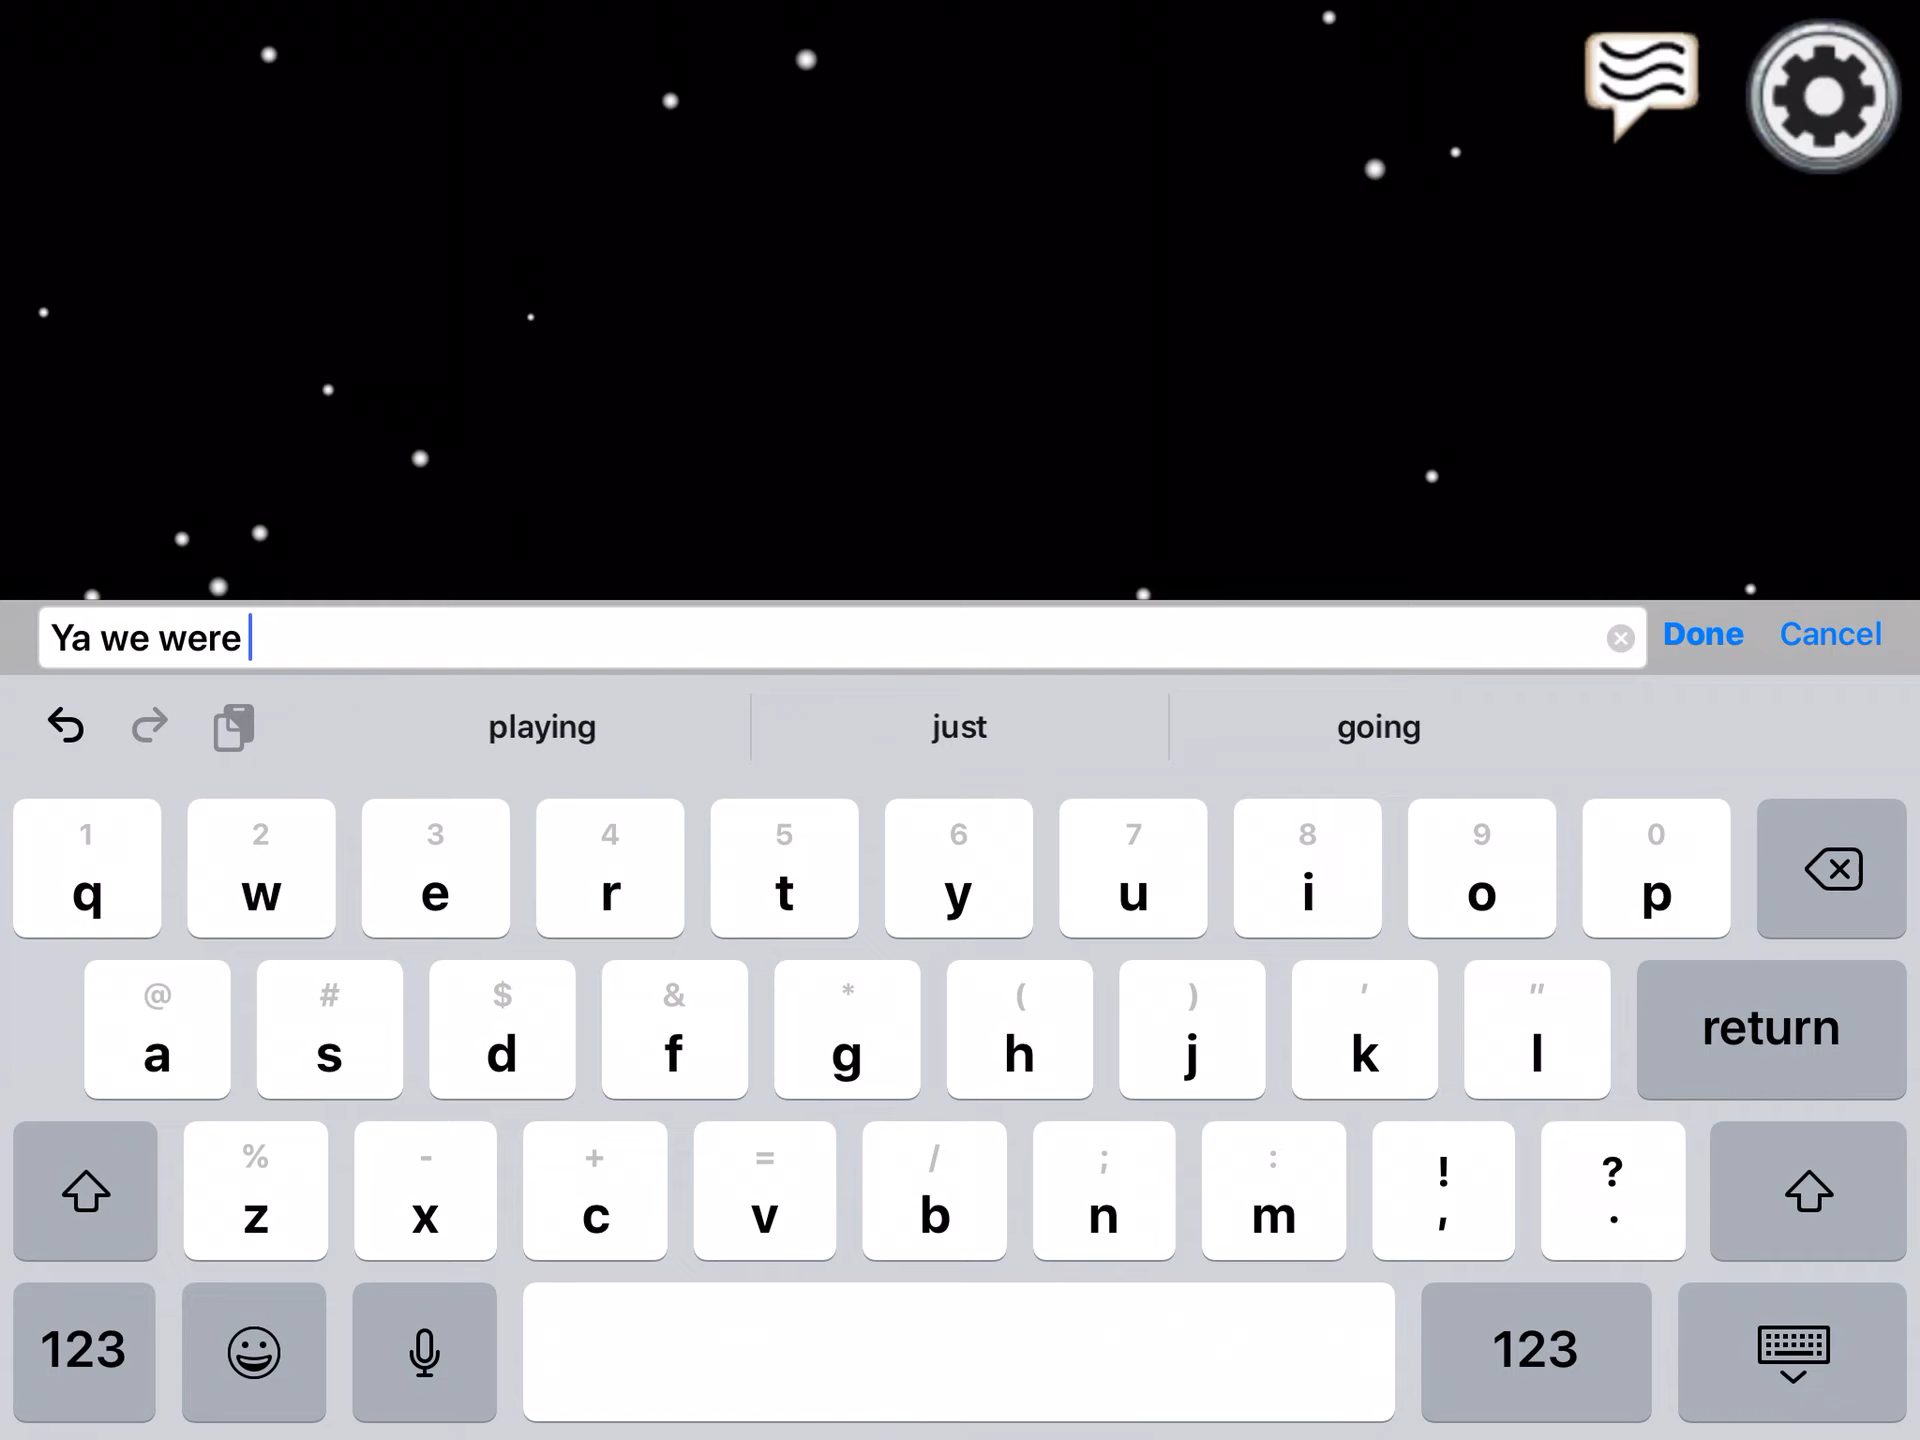 Ya we were
Done Cancel
playing just going
1 2 3 4 5 6 7 8 9 0
q w e r t y u i o p
@ # $ & * ( ) ' "
a s d f g h j k l return
% - + = / ; : ! ?
z x c v b n m , .
123 123